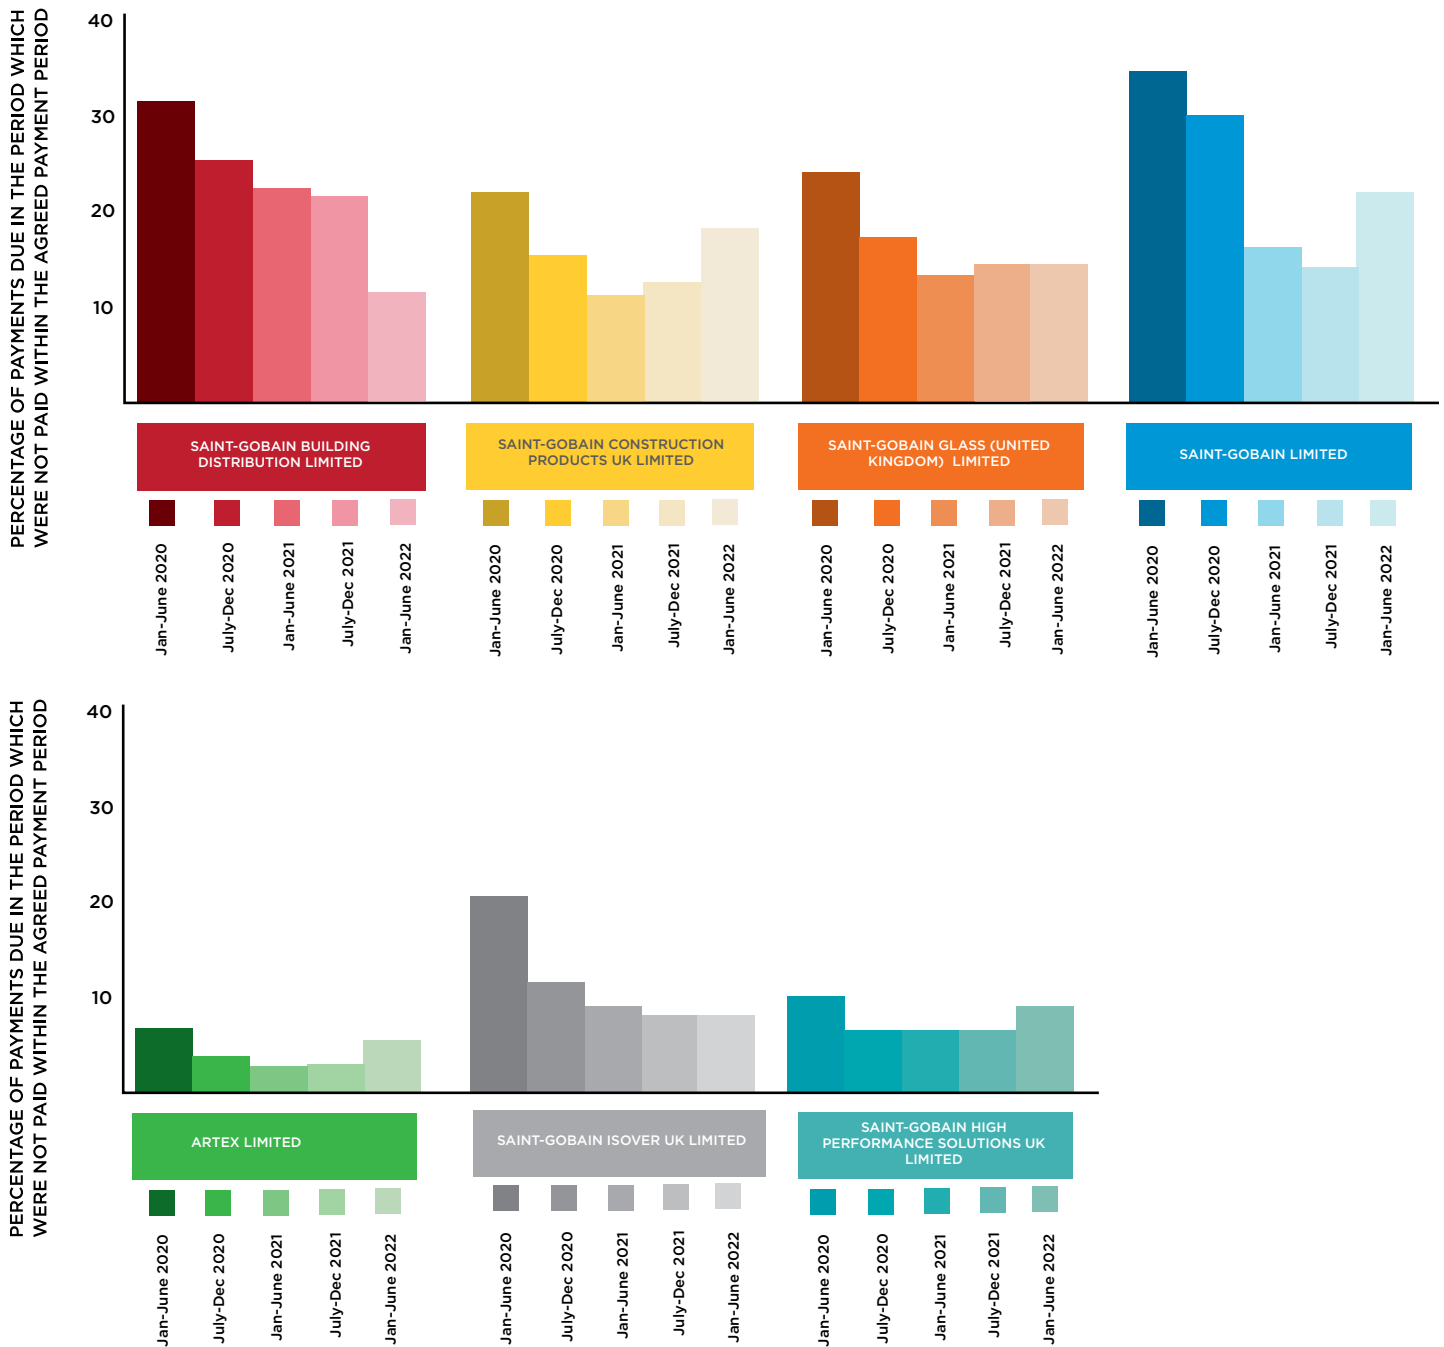 PERCENTAGE OF PAYMENTS DUE IN THE PERIOD WHICH
WERE NOT PAID WITHIN THE AGREED PAYMENT PERIOD
40
30
20
10
SAINT-GOBAIN BUILDING
DISTRIBUTION LIMITED
SAINT-GOBAIN CONSTRUCTION
PRODUCTS UK LIMITED
SAINT-GOBAIN GLASS (UNITED
KINGDOM) LIMITED
SAINT-GOBAIN LIMITED
Jan-June 2020
July-Dec 2020
Jan-June 2021
July-Dec 2021
Jan-June 2022
Jan-June 2020
July-Dec 2020
Jan-June 2021
July-Dec 2021
Jan-June 2022
Jan-June 2020
July-Dec 2020
Jan-June 2021
July-Dec 2021
Jan-June 2022
Jan-June 2020
July-Dec 2020
Jan-June 2021
July-Dec 2021
Jan-June 2022
PERCENTAGE OF PAYMENTS DUE IN THE PERIOD WHICH
WERE NOT PAID WITHIN THE AGREED PAYMENT PERIOD
40
30
20
10
ARTEX LIMITED
SAINT-GOBAIN ISOVER UK LIMITED
SAINT-GOBAIN HIGH
PERFORMANCE SOLUTIONS UK
LIMITED
Jan-June 2020
July-Dec 2020
Jan-June 2021
July-Dec 2021
Jan-June 2022
Jan-June 2020
July-Dec 2020
Jan-June 2021
July-Dec 2021
Jan-June 2022
Jan-June 2020
July-Dec 2020
Jan-June 2021
July-Dec 2021
Jan-June 2022